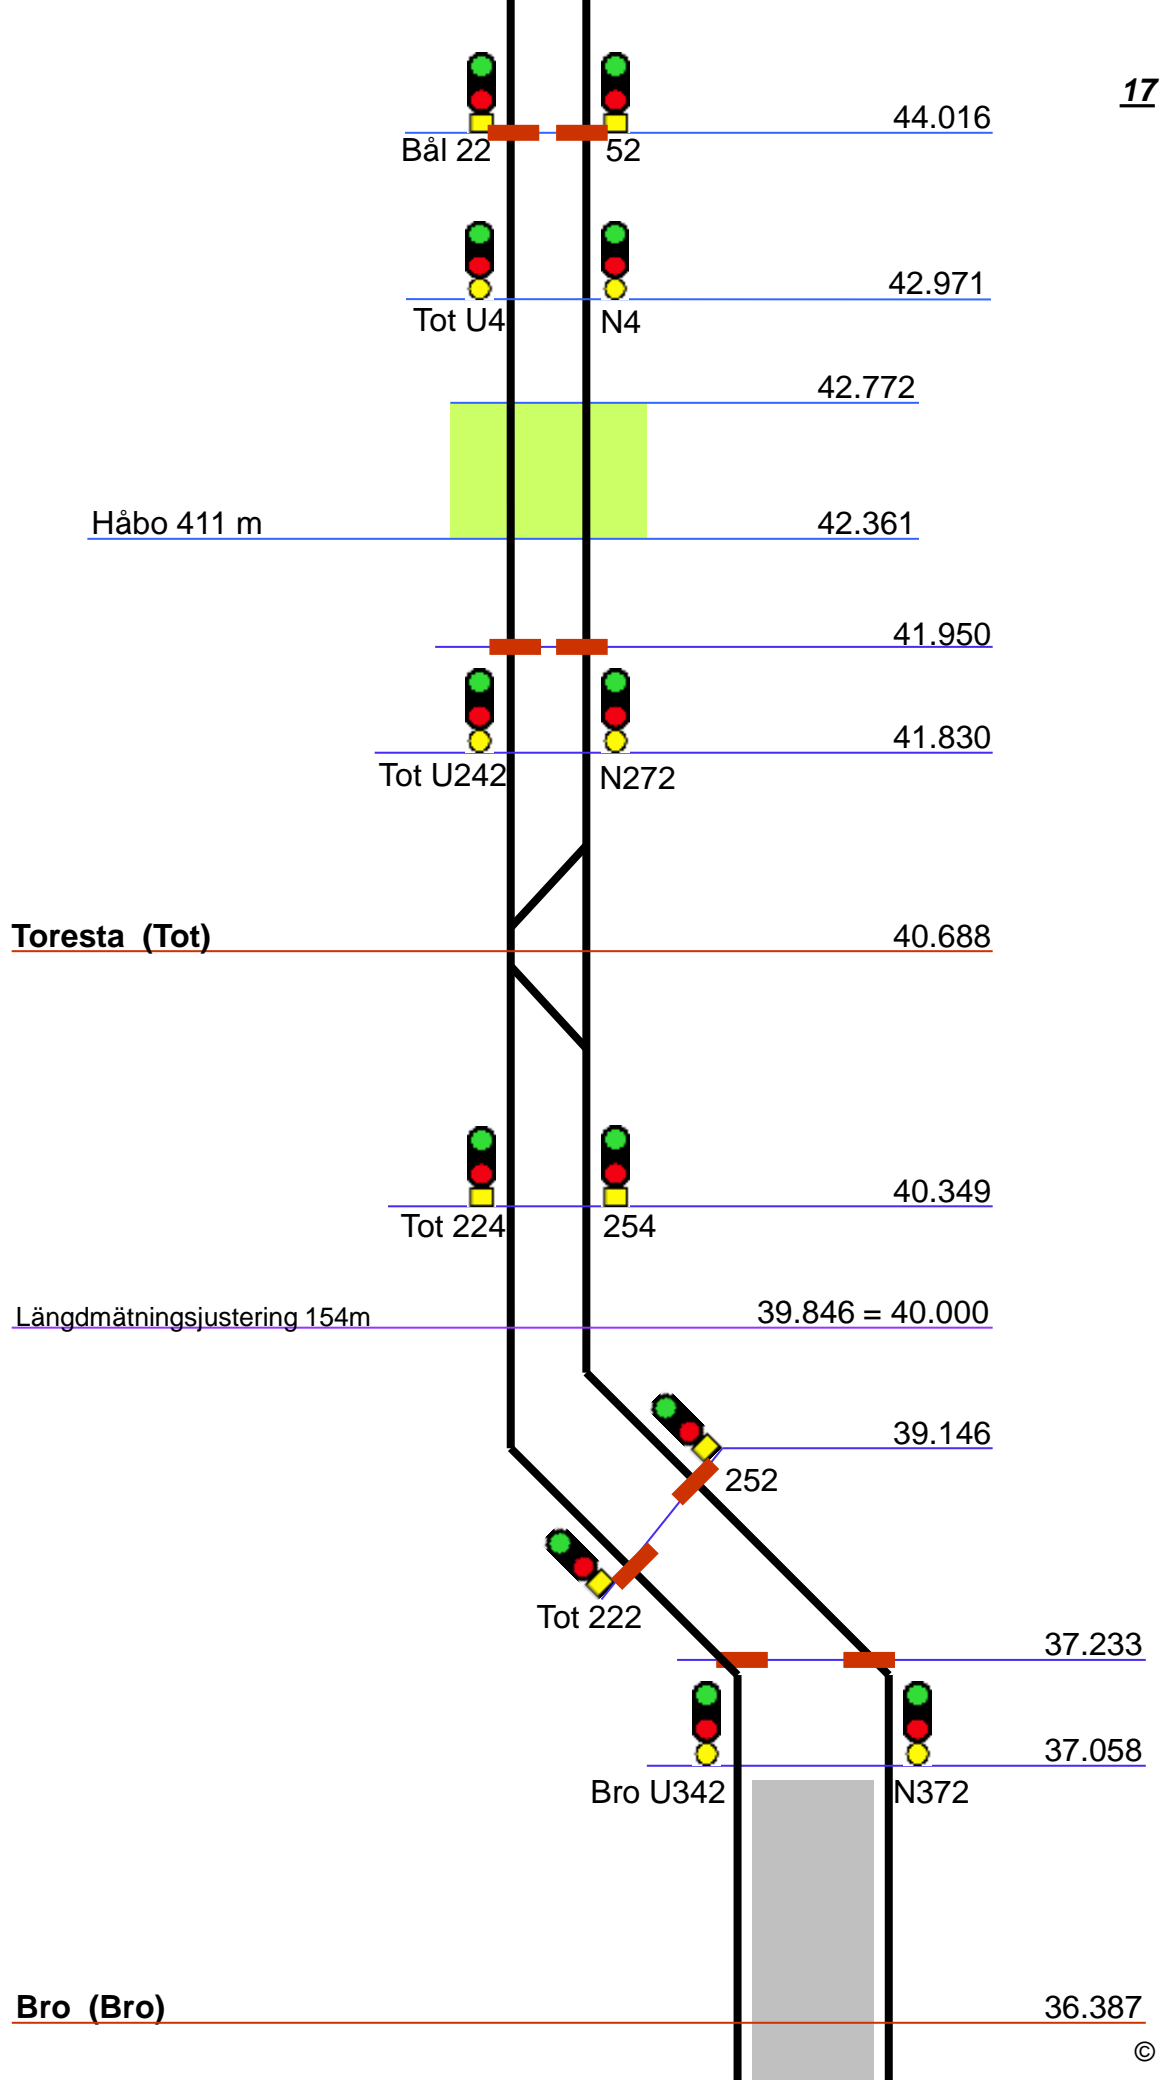 17
44.016
Bål 22 52
42.971
Tot U4 N4
42.772
Håbo 411 m 42.361
41.950
41.830
Tot U242 N272
Toresta (Tot) 40.688
40.349
Tot 224 254
Längdmätningsjustering 154m 39.846 = 40.000
39.146
252
Tot 222
37.233
37.058
Bro U342 N372
Bro (Bro) 36.387
©